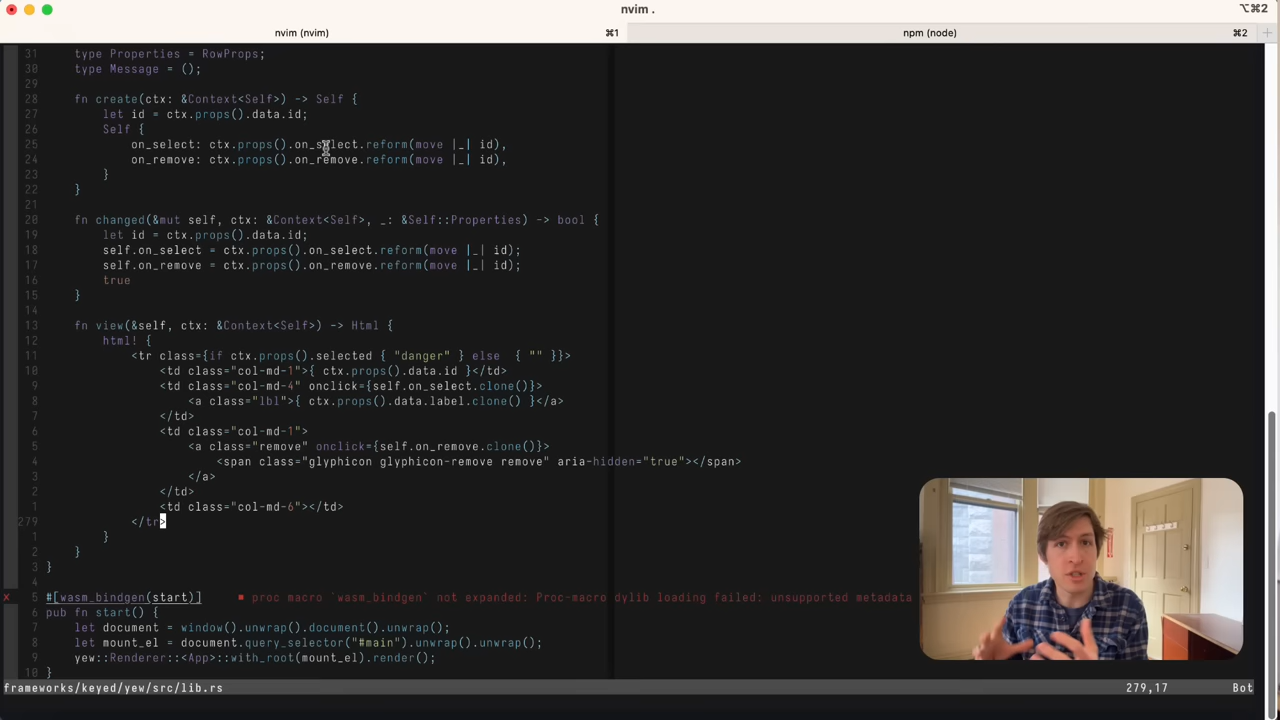 nvim .
⌥⌘2
nvim (nvim) ⌘1
npm (node) ⌘2
31 type Properties = RowProps;
30 type Message = ();
29
28 fn create(ctx: &Context<Self>) -> Self {
27 let id = ctx.props().data.id;
26 Self {
25 on_select: ctx.props().on_select.reform(move |_| id),
24 on_remove: ctx.props().on_remove.reform(move |_| id),
23 }
22 }
21
20 fn changed(&mut self, ctx: &Context<Self>, _: &Self::Properties) -> bool {
19 let id = ctx.props().data.id;
18 self.on_select = ctx.props().on_select.reform(move |_| id);
17 self.on_remove = ctx.props().on_remove.reform(move |_| id);
16 true
15 }
14
13 fn view(&self, ctx: &Context<Self>) -> Html {
12 html! {
11 <tr class={if ctx.props().selected { "danger" } else { "" }}>
10 <td class="col-md-1">{ ctx.props().data.id }</td>
9 <td class="col-md-4" onclick={self.on_select.clone()}>
8 <a class="lbl">{ ctx.props().data.label.clone() }</a>
7 </td>
6 <td class="col-md-1">
5 <a class="remove" onclick={self.on_remove.clone()}>
4 <span class="glyphicon glyphicon-remove remove" aria-hidden="true"></span>
3 </a>
2 </td>
1 <td class="col-md-6"></td>
279 </tr>
1 }
2 }
3 }
4
5 #[wasm_bindgen(start)] ■ proc macro `wasm_bindgen` not expanded: Proc-macro dylib loading failed: unsupported metadata
6 pub fn start() {
7 let document = window().unwrap().document().unwrap();
8 let mount_el = document.query_selector("#main").unwrap().unwrap();
9 yew::Renderer::<App>::with_root(mount_el).render();
10 }
frameworks/keyed/yew/src/lib.rs 279,17 Bot